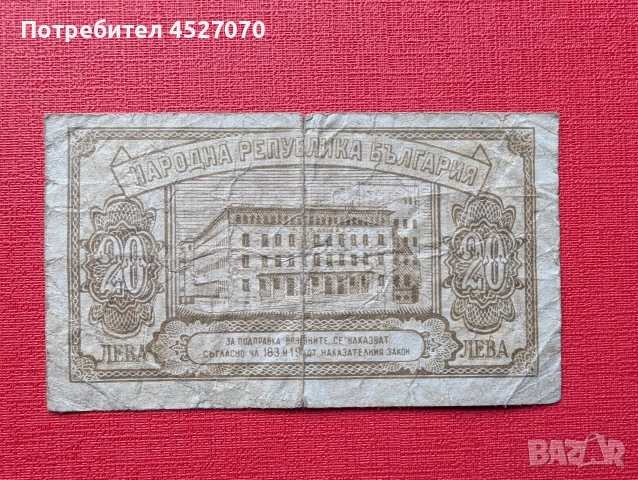 Потребител 4527070
НАРОДНА РЕПУБЛИКА БЪЛГАРИЯ
20 20
ЗА ПОДПРАВКА ВИНОВНИТЕ СЕ НАКАЗВАТ
СЪГЛАСНО ЧЛ 183 И ОТ НАКАЗАТЕЛНИЯ ЗАКОН
ЛЕВА ЛЕВА
BAZAR